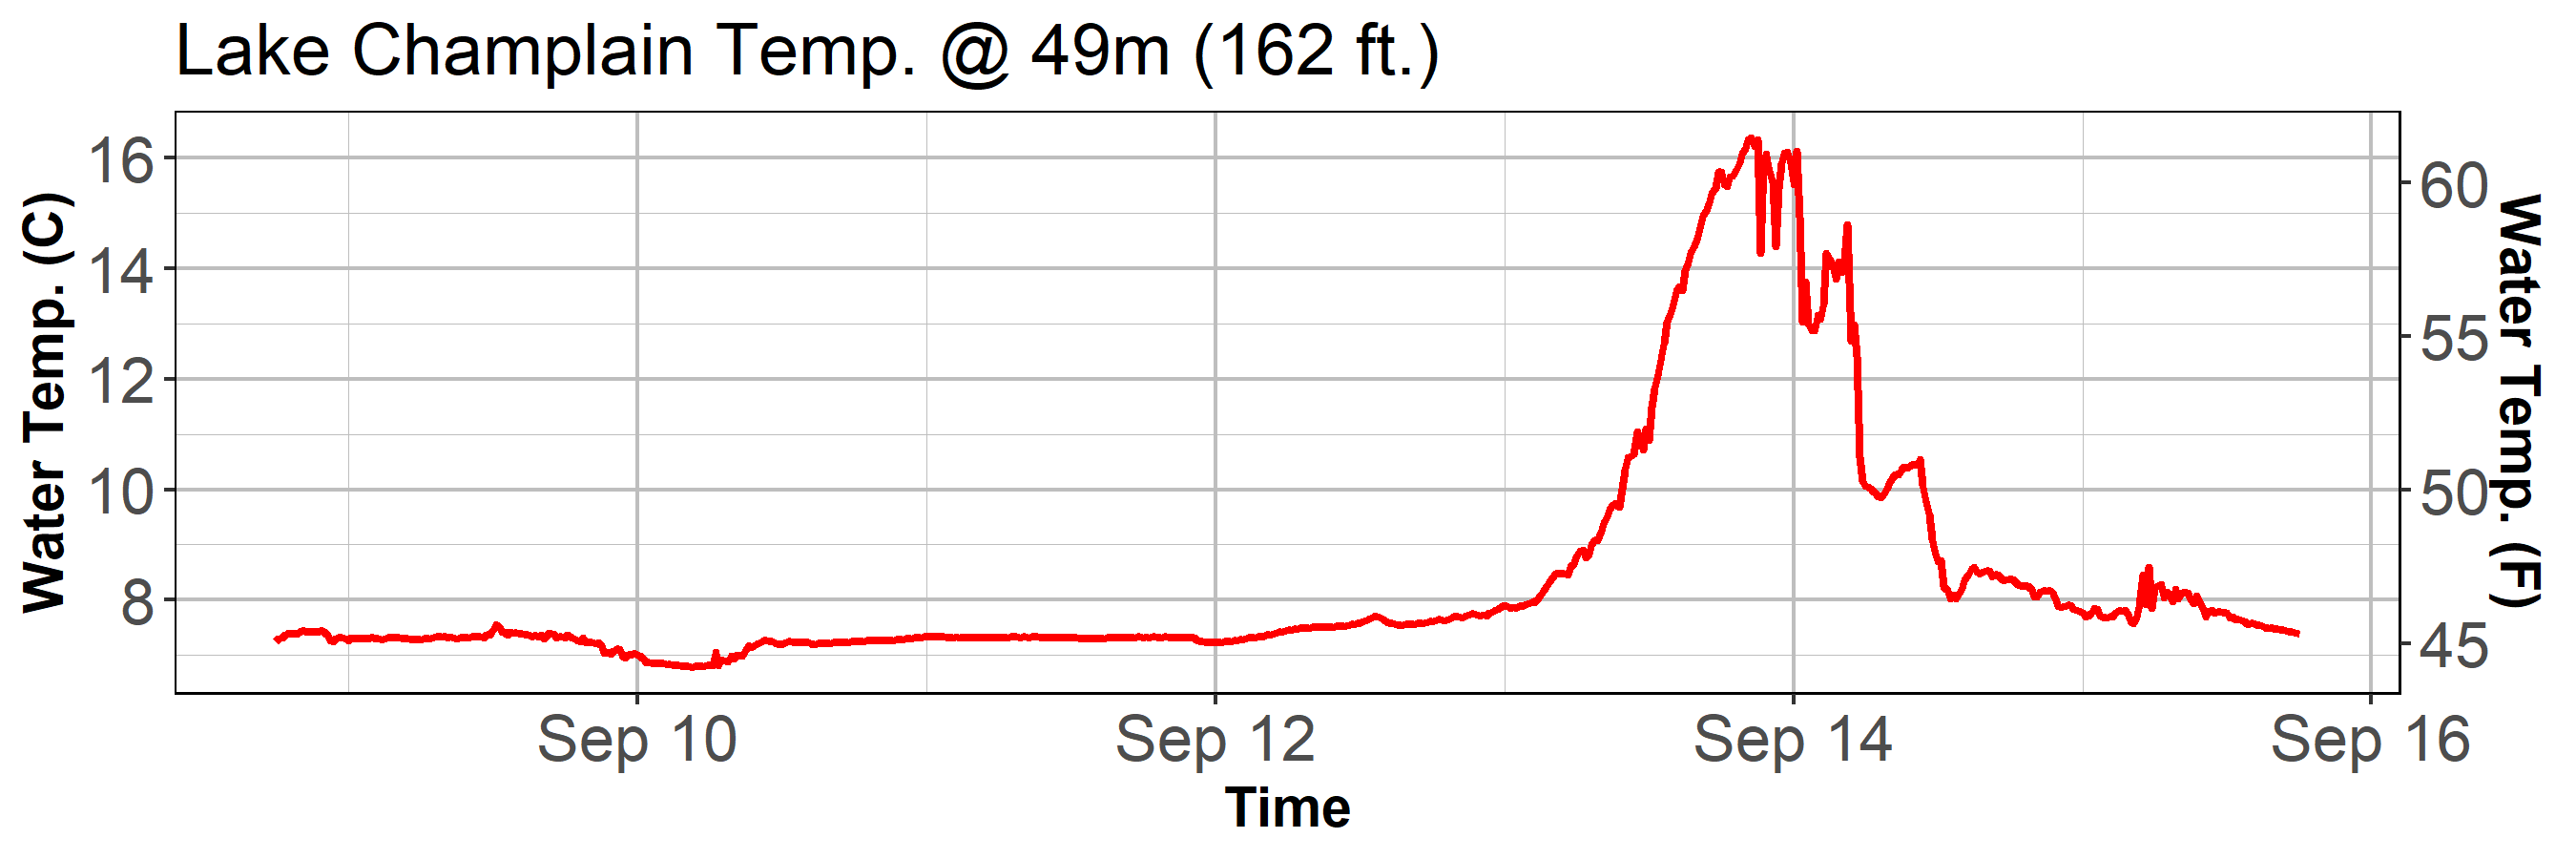 Lake Champlain Temp. @ 49m (162 ft.)
Water Temp. (C)
16
14
12
10
8
60
55
50
45
Water Temp. (F)
Sep 10
Sep 12
Sep 14
Sep 16
Time